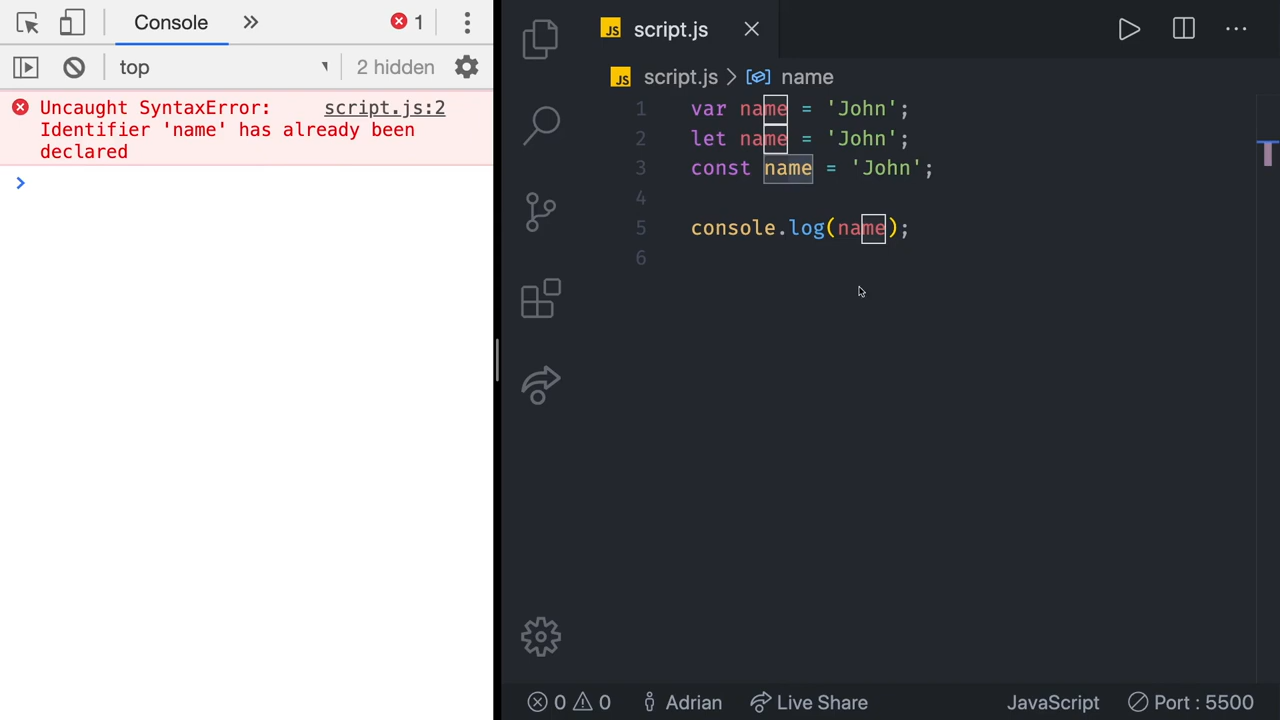 Console
1
top
2 hidden
Uncaught SyntaxError: script.js:2
Identifier 'name' has already been
declared
JS script.js
JS script.js > name
1 var name = 'John';
2 let name = 'John';
3 const name = 'John';
4
5 console.log(name);
6
0 0 Adrian Live Share JavaScript Port : 5500